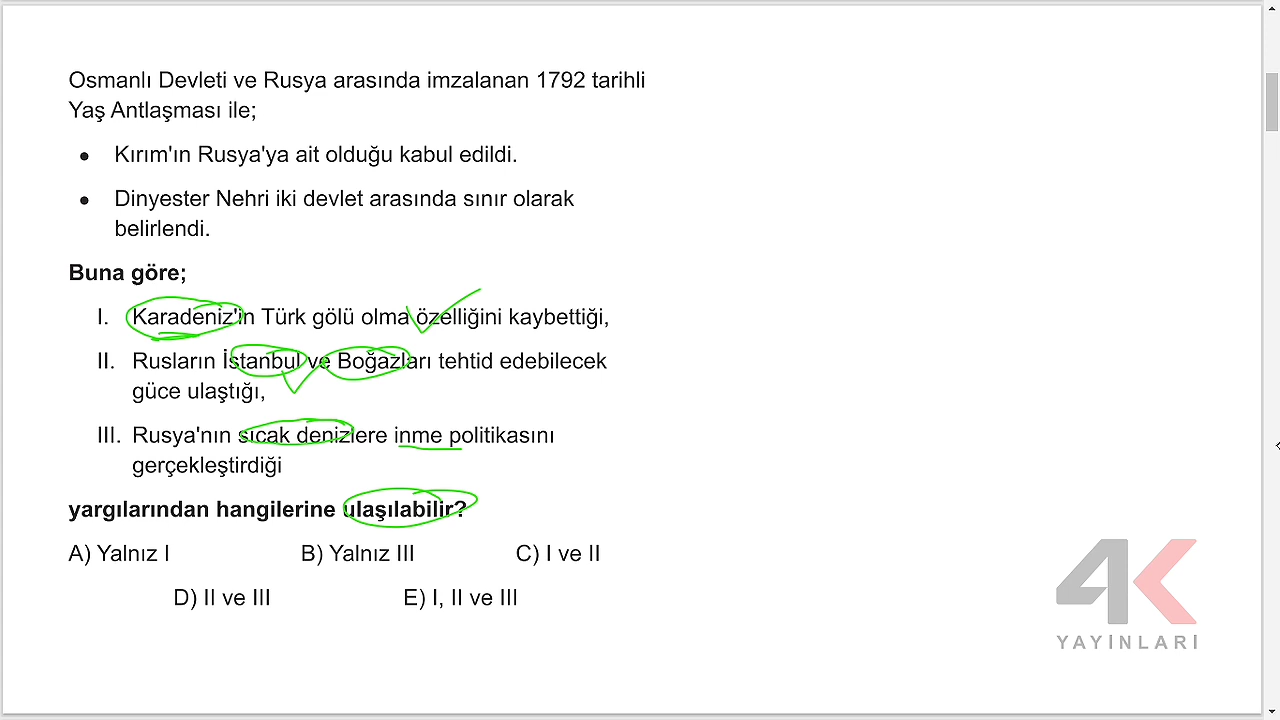 Osmanlı Devleti ve Rusya arasında imzalanan 1792 tarihli
Yaş Antlaşması ile;
• Kırım'ın Rusya'ya ait olduğu kabul edildi.
• Dinyester Nehri iki devlet arasında sınır olarak
belirlendi.
Buna göre;
I. Karadeniz'in Türk gölü olma özelliğini kaybettiği,
II. Rusların İstanbul ve Boğazları tehtid edebilecek
güce ulaştığı,
III. Rusya'nın sıcak denizlere inme politikasını
gerçekleştirdiği
yargılarından hangilerine ulaşılabilir?
A) Yalnız I B) Yalnız III C) I ve II
D) II ve III E) I, II ve III
4K
YAYINLARI